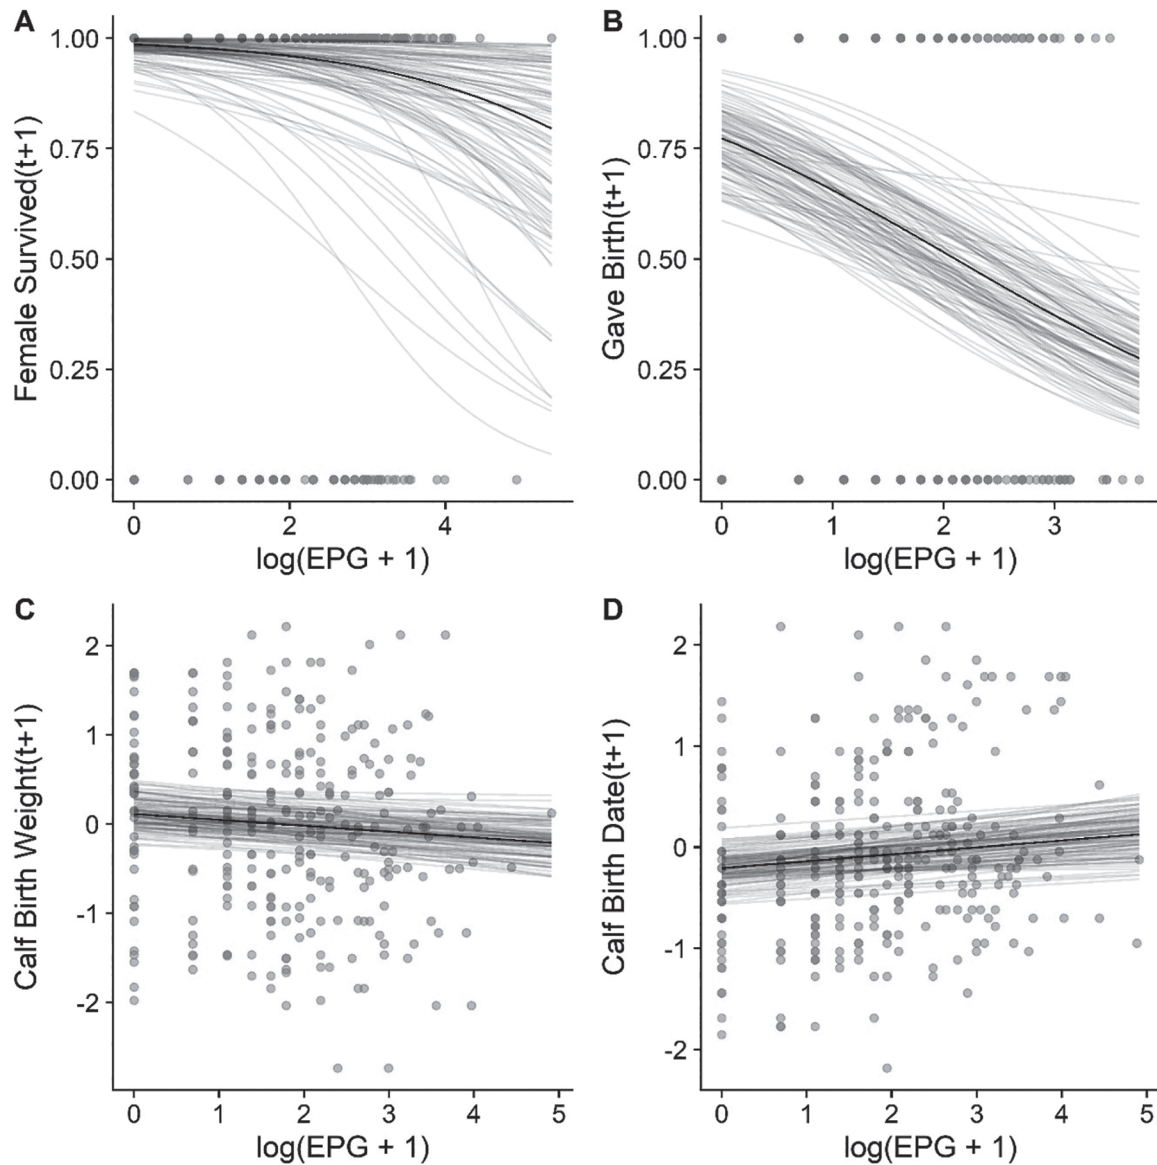 A
Female Survived(t+1)
1.00
0.75
0.50
0.25
0.00
0 2 4
log(EPG + 1)
B
Gave Birth(t+1)
1.00
0.75
0.50
0.25
0.00
0 1 2 3
log(EPG + 1)
C
Calf Birth Weight(t+1)
2
1
0
-1
-2
0 1 2 3 4 5
log(EPG + 1)
D
Calf Birth Date(t+1)
2
1
0
-1
-2
0 1 2 3 4 5
log(EPG + 1)